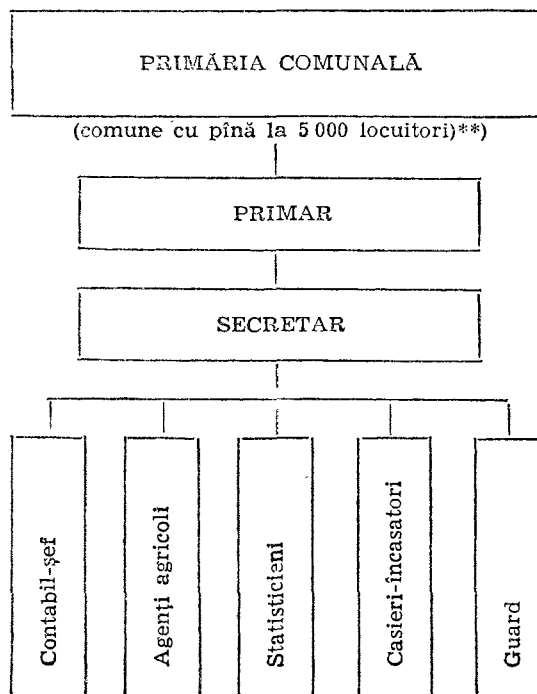 PRIMĂRIA COMUNALĂ
(comune cu pînă la 5 000 locuitori)**)
PRIMAR
SECRETAR
Contabil-şef
Agenţi agricoli
Statisticieni
Casieri-încasatori
Guard